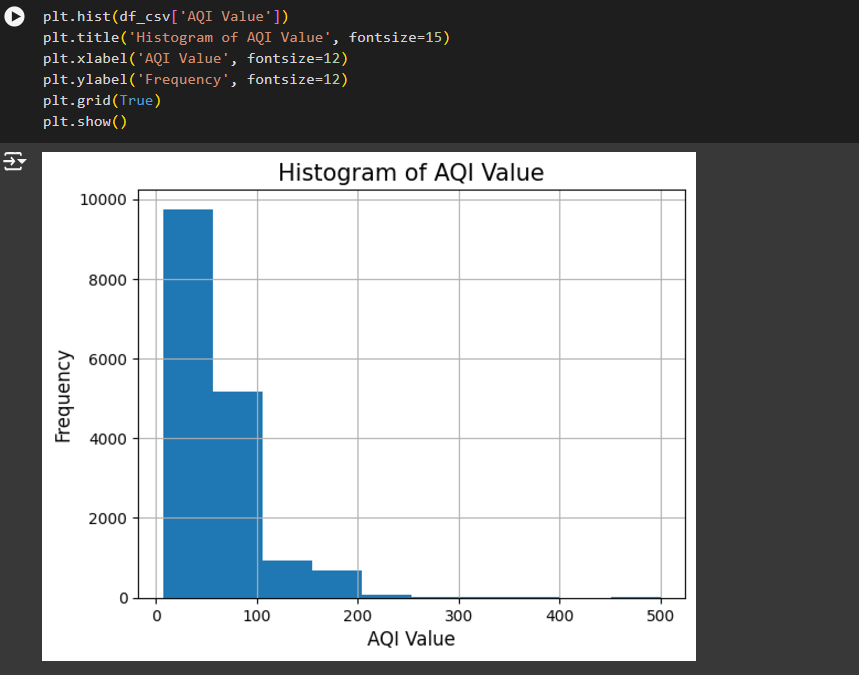 plt.hist(df_csv['AQI Value'])
plt.title('Histogram of AQI Value', fontsize=15)
plt.xlabel('AQI Value', fontsize=12)
plt.ylabel('Frequency', fontsize=12)
plt.grid(True)
plt.show()
Histogram of AQI Value
10000
8000
6000
4000
2000
0
Frequency
0 100 200 300 400 500
AQI Value